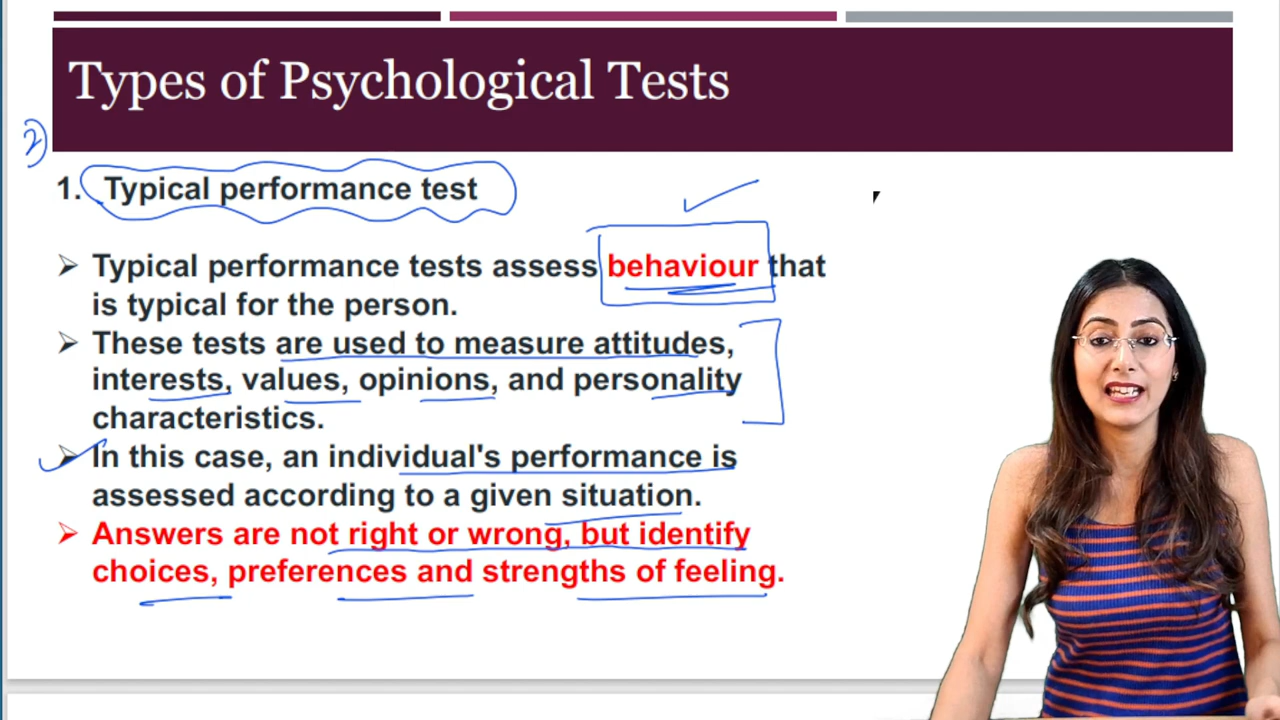 Types of Psychological Tests
2)
1. Typical performance test
➢ Typical performance tests assess behaviour that
is typical for the person.
➢ These tests are used to measure attitudes,
interests, values, opinions, and personality
characteristics.
➢ In this case, an individual's performance is
assessed according to a given situation.
➢ Answers are not right or wrong, but identify
choices, preferences and strengths of feeling.